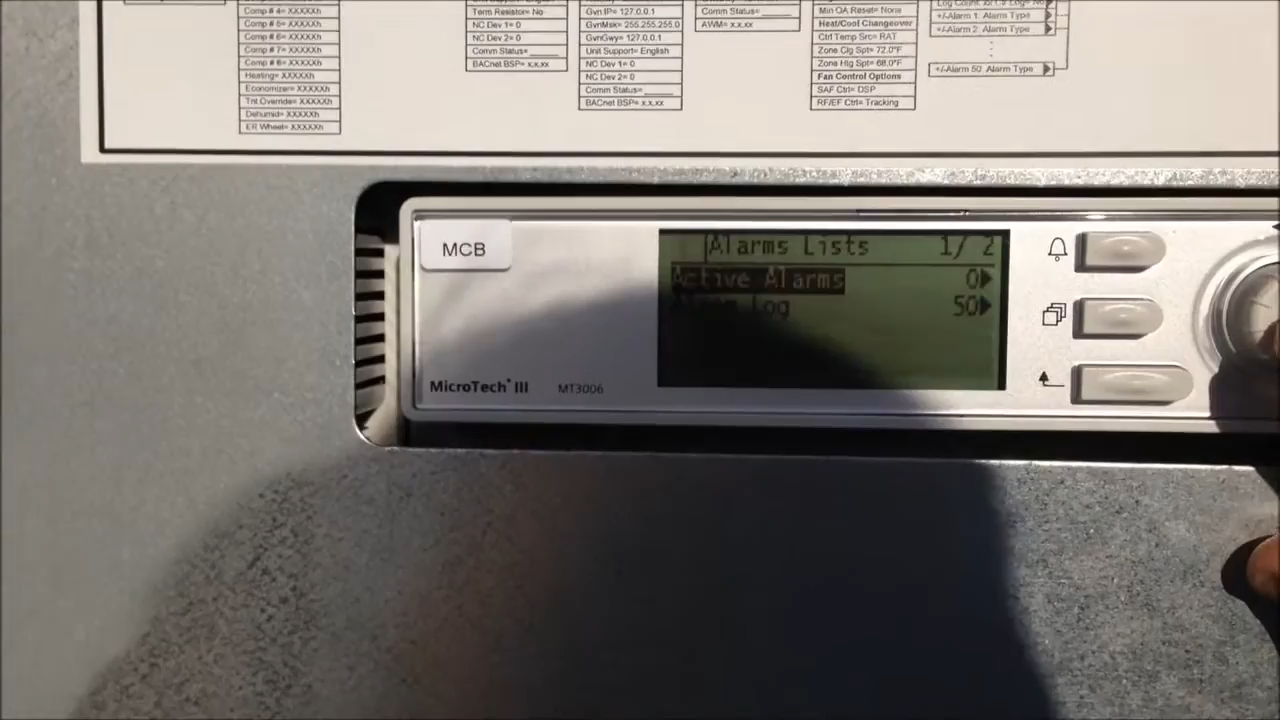 Comp # 4= XXXXXh
Comp # 5= XXXXXh
Comp # 6= XXXXXh
Comp # 7= XXXXXh
Comp # 8= XXXXXh
Heating= XXXXXh
Economizer= XXXXXh
Tnt Override= XXXXXh
Dehumid= XXXXXh
ER Wheel= XXXXXh
Term Resistor= No
NC Dev 1= 0
NC Dev 2= 0
Comm Status=
BACnet BSP= x.x.xx
Gvn IP= 127.0.0.1
GvnMsk= 255.255.255.0
GvnGwy= 127.0.0.1
Unit Support= English
NC Dev 1= 0
NC Dev 2= 0
Comm Status=
BACnet BSP= x.x.xx
Comm Status=
AWM= x.x.xx
Min OA Reset= None
Heat/Cool Changeover
Ctrl Temp Src= RAT
Zone Clg Spt= 72.0°F
Zone Htg Spt= 68.0°F
Fan Control Options
SAF Ctrl= DSP
RF/EF Ctrl= Tracking
+/-Alarm 1: Alarm Type
+/-Alarm 2: Alarm Type
+/-Alarm 50: Alarm Type
MCB
MicroTech III MT3006
Alarms Lists 1/ 2
Active Alarms 0
Log 50